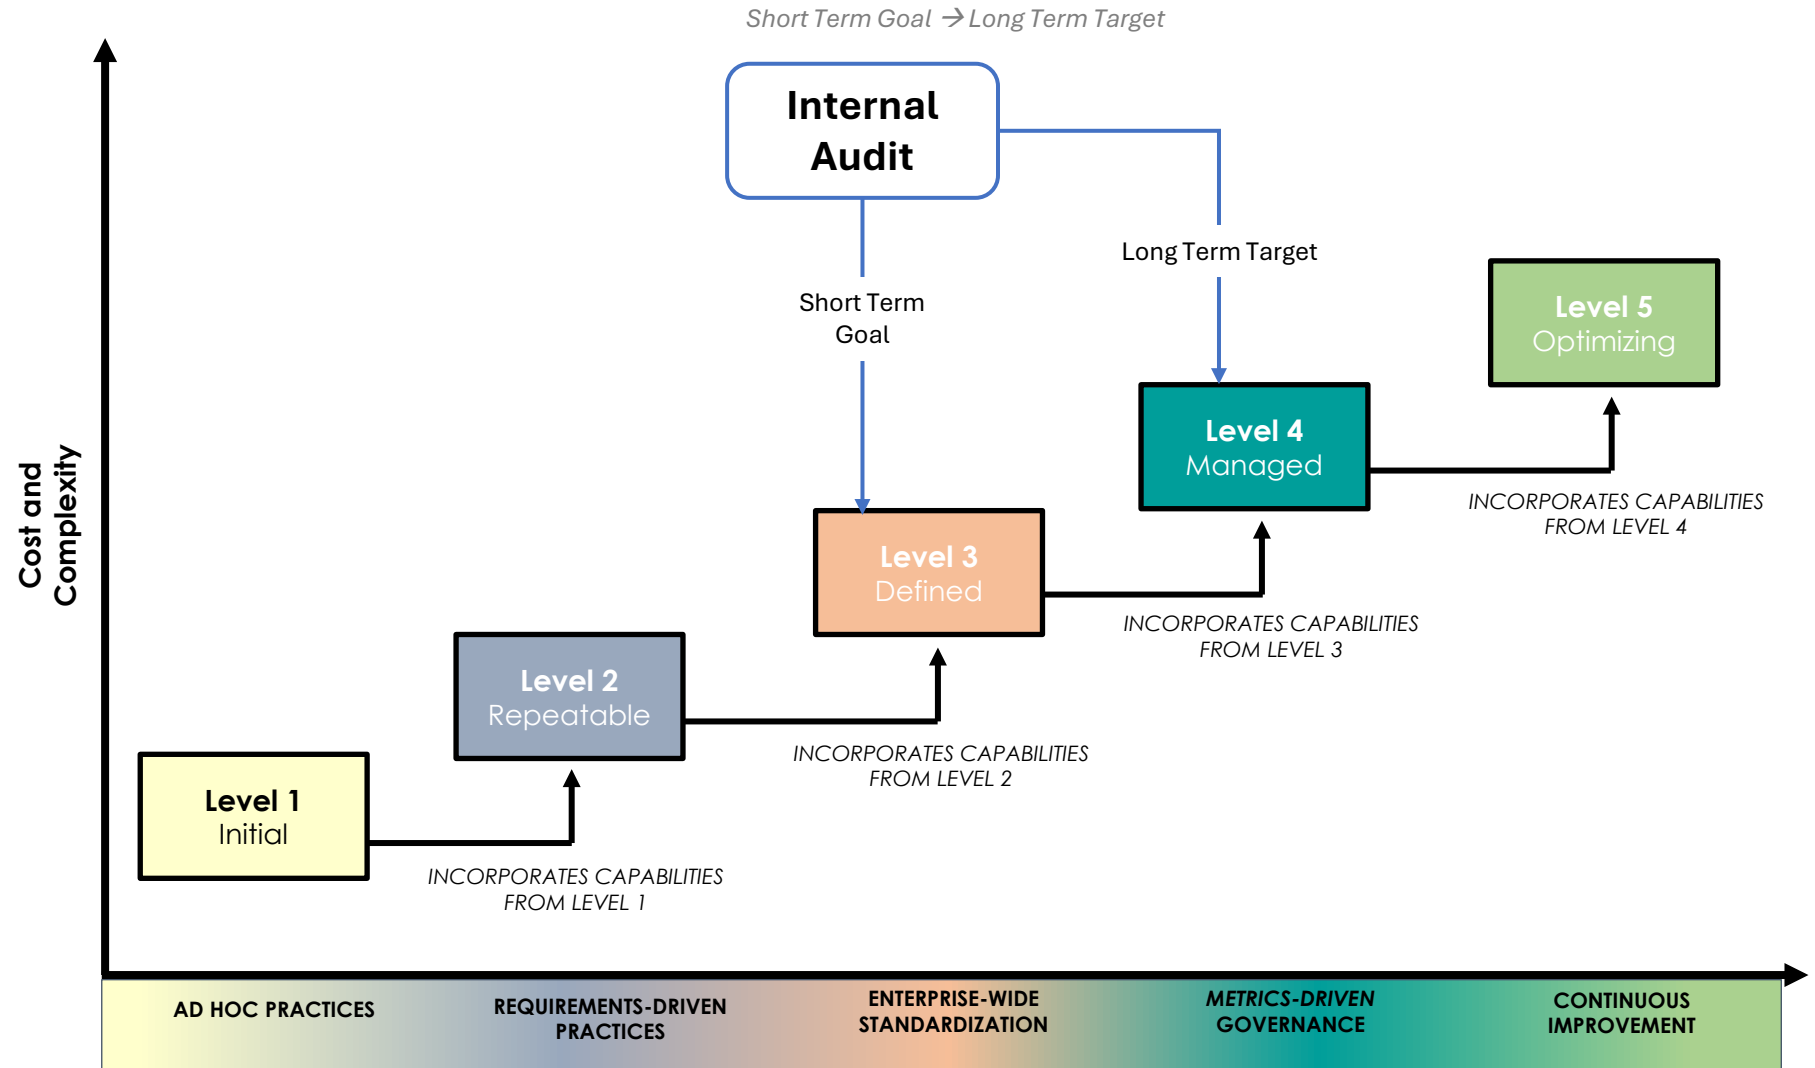 Short Term Goal → Long Term Target
Internal
Audit
Long Term Target
Short Term
Goal
Level 5
Optimizing
Level 4
Managed
INCORPORATES CAPABILITIES
FROM LEVEL 4
Cost and
Complexity
Level 3
Defined
INCORPORATES CAPABILITIES
FROM LEVEL 3
Level 2
Repeatable
INCORPORATES CAPABILITIES
FROM LEVEL 2
Level 1
Initial
INCORPORATES CAPABILITIES
FROM LEVEL 1
AD HOC PRACTICES
REQUIREMENTS-DRIVEN
PRACTICES
ENTERPRISE-WIDE
STANDARDIZATION
METRICS-DRIVEN
GOVERNANCE
CONTINUOUS
IMPROVEMENT